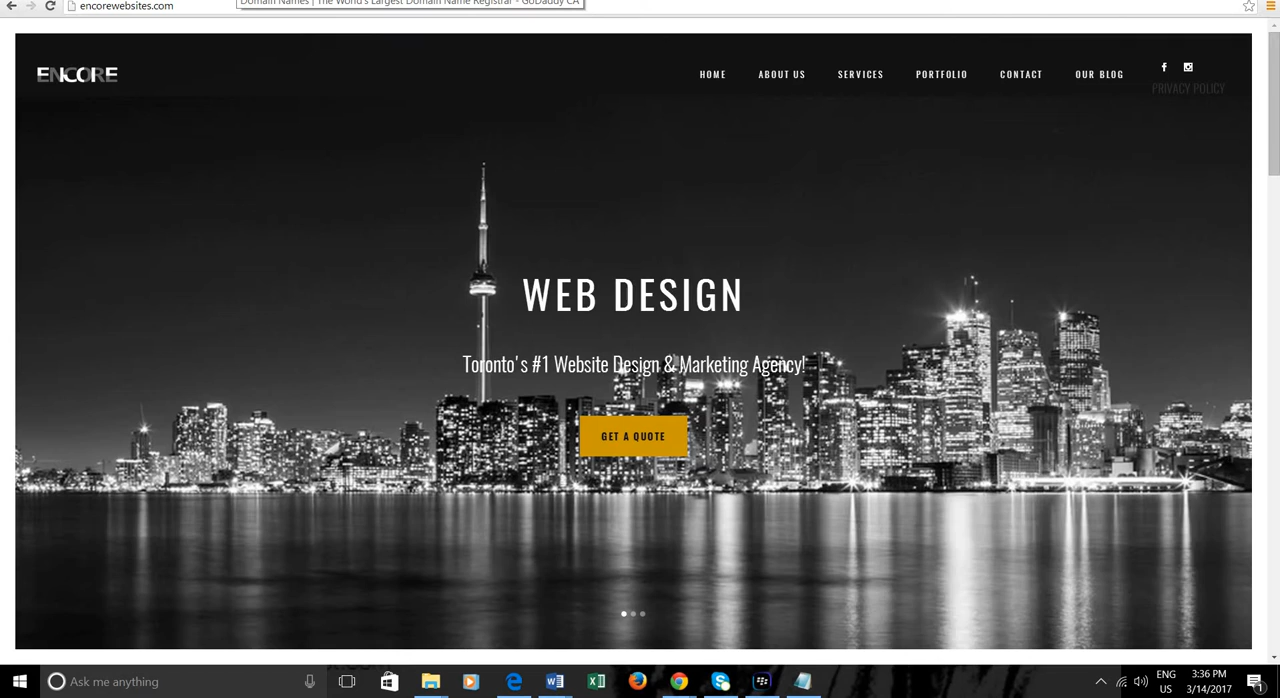 encorewebsites.com
Domain Names | The World's Largest Domain Name Registrar - GoDaddy CA
ENCORE
HOME ABOUT US SERVICES PORTFOLIO CONTACT OUR BLOG
PRIVACY POLICY
WEB DESIGN
Toronto's #1 Website Design & Marketing Agency!
GET A QUOTE
Ask me anything
ENG
US
3:36 PM
3/14/2017
1